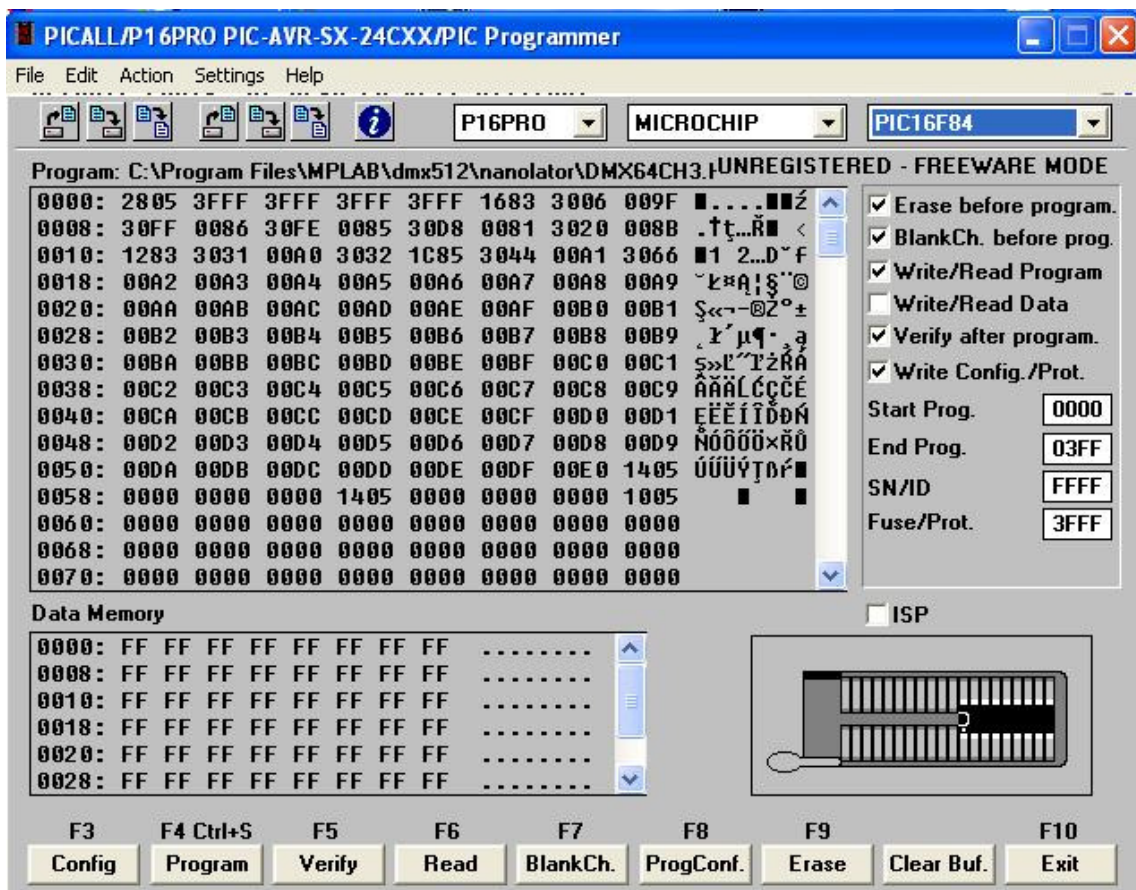 PICALL/P16PRO PIC-AVR-SX-24CXX/PIC Programmer
File Edit Action Settings Help
P16PRO MICROCHIP PIC16F84
Program: C:\Program Files\MPLAB\dmx512\nanolator\DMX64CH3.H UNREGISTERED - FREEWARE MODE
0000: 2805 3FFF 3FFF 3FFF 3FFF 1683 3006 009F ■....■■ź
0008: 30FF 0086 30FE 0085 30D8 0081 3020 008B .†ţ…Ř■ ‹
0010: 1283 3031 00A0 3032 1C85 3044 00A1 3066 ■1 2…Dˇf
0018: 00A2 00A3 00A4 00A5 00A6 00A7 00A8 00A9 ˘Ł¤Ą¦§¨©
0020: 00AA 00AB 00AC 00AD 00AE 00AF 00B0 00B1 Ş«¬-®Ż°±
0028: 00B2 00B3 00B4 00B5 00B6 00B7 00B8 00B9 ˛ł´µ¶·¸ą
0030: 00BA 00BB 00BC 00BD 00BE 00BF 00C0 00C1 ş»Ľ˝ľżŔÁ
0038: 00C2 00C3 00C4 00C5 00C6 00C7 00C8 00C9 ÂĂÄĹĆÇČÉ
0040: 00CA 00CB 00CC 00CD 00CE 00CF 00D0 00D1 ĘËĚÍÎĎĐŃ
0048: 00D2 00D3 00D4 00D5 00D6 00D7 00D8 00D9 ŇÓÔŐÖ×ŘŮ
0050: 00DA 00DB 00DC 00DD 00DE 00DF 00E0 1405 ÚŰÜÝŢßŕ■
0058: 0000 0000 0000 1405 0000 0000 0000 1005 ■ ■
0060: 0000 0000 0000 0000 0000 0000 0000 0000
0068: 0000 0000 0000 0000 0000 0000 0000 0000
0070: 0000 0000 0000 0000 0000 0000 0000 0000
Erase before program.
BlankCh. before prog.
Write/Read Program
Write/Read Data
Verify after program.
Write Config./Prot.
Start Prog. 0000
End Prog. 03FF
SN/ID FFFF
Fuse/Prot. 3FFF
Data Memory
ISP
0000: FF FF FF FF FF FF FF FF ........
0008: FF FF FF FF FF FF FF FF ........
0010: FF FF FF FF FF FF FF FF ........
0018: FF FF FF FF FF FF FF FF ........
0020: FF FF FF FF FF FF FF FF ........
0028: FF FF FF FF FF FF FF FF ........
F3 F4 Ctrl+S F5 F6 F7 F8 F9 F10
Config Program Verify Read BlankCh. ProgConf. Erase Clear Buf. Exit